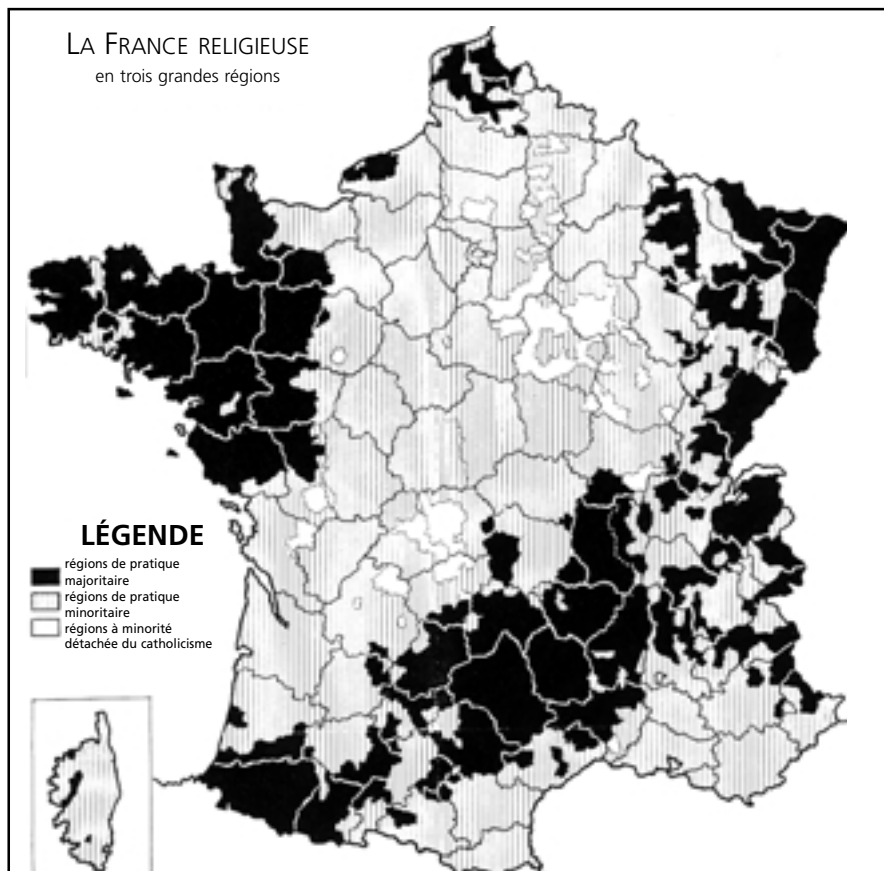 LA FRANCE RELIGIEUSE
en trois grandes régions
LÉGENDE
régions de pratique
majoritaire
régions de pratique
minoritaire
régions à minorité
détachée du catholicisme